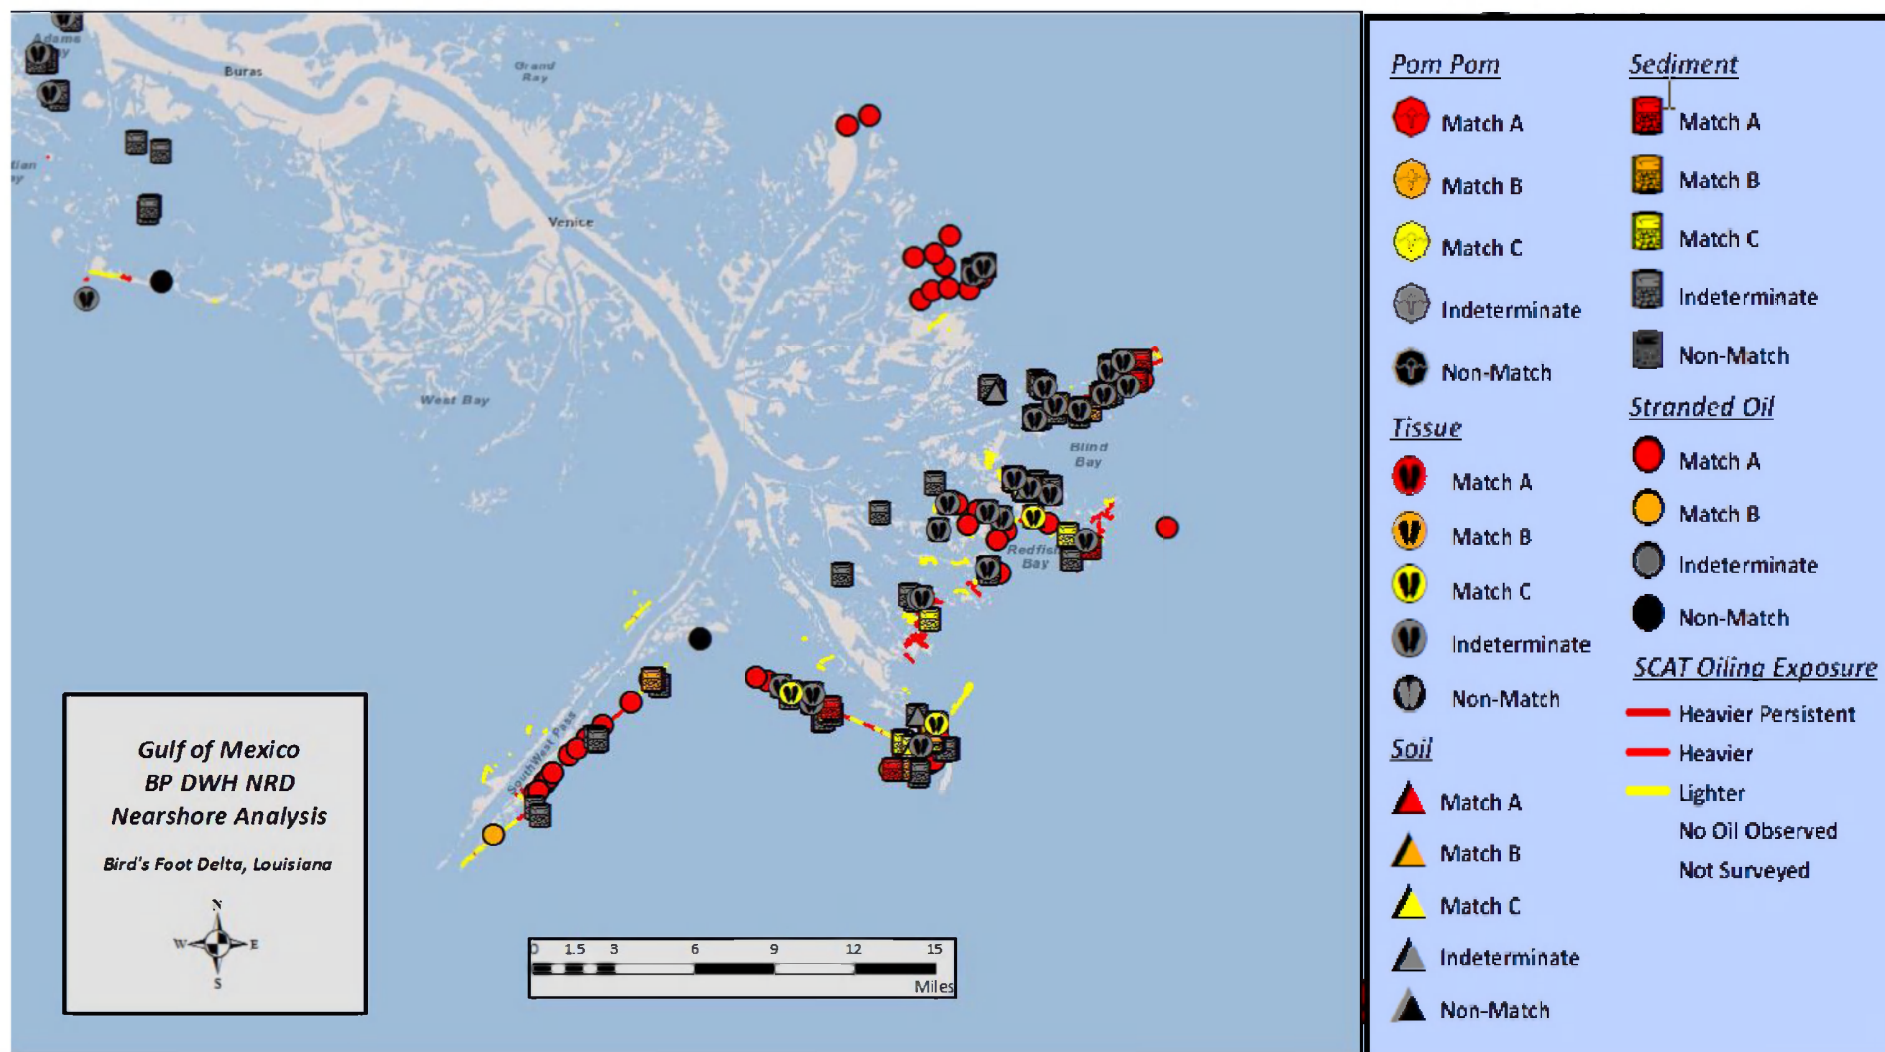 Adams
Buras
Grand
Bay
Venice
West Bay
Blind
Bay
Redfish
Bay
SouthWest Pass
Gulf of Mexico
BP DWH NRD
Nearshore Analysis
Bird's Foot Delta, Louisiana
N
W E
S
0 1.5 3 6 9 12 15
Miles
Pom Pom
Match A
Match B
Match C
Indeterminate
Non-Match
Tissue
Match A
Match B
Match C
Indeterminate
Non-Match
Soil
Match A
Match B
Match C
Indeterminate
Non-Match
Sediment
Match A
Match B
Match C
Indeterminate
Non-Match
Stranded Oil
Match A
Match B
Indeterminate
Non-Match
SCAT Oiling Exposure
Heavier Persistent
Heavier
Lighter
No Oil Observed
Not Surveyed